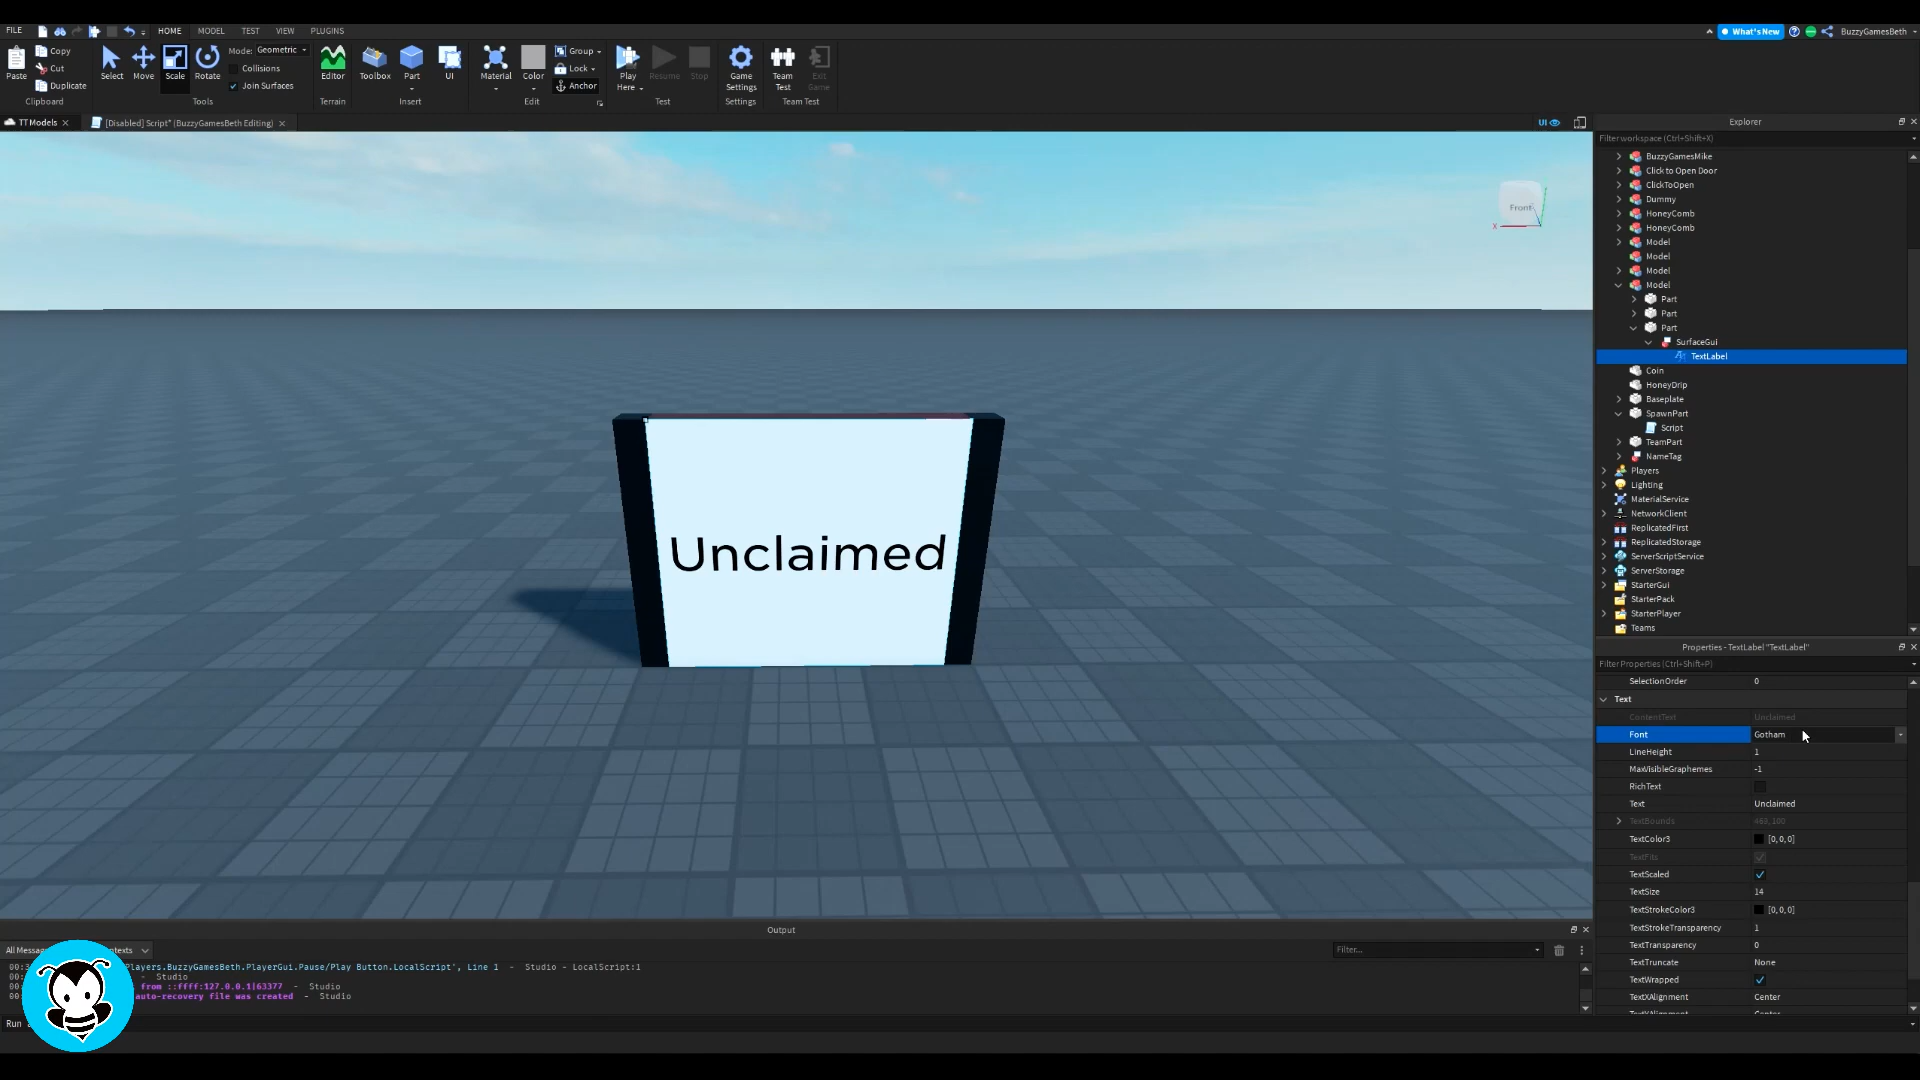 FILE HOME MODEL TEST VIEW PLUGINS What's New BuzzyGamesBeth
Copy Mode: Geometric Group
Cut Collisions Lock
Paste Duplicate Select Move Scale Rotate Join Surfaces Editor Toolbox Part UI Material Color Anchor Play Here Resume Stop Game Settings Team Test Exit Game
Clipboard Tools Terrain Insert Edit Test Settings Team Test
TT Models [Disabled] Script* (BuzzyGamesBeth Editing) UI
Front
X
Unclaimed
Explorer
Filter workspace (Ctrl+Shift+X)
BuzzyGamesMike
Click to Open Door
ClickToOpen
Dummy
HoneyComb
HoneyComb
Model
Model
Model
Model
Part
Part
Part
SurfaceGui
TextLabel
Coin
HoneyDrip
Baseplate
SpawnPart
Script
TeamPart
NameTag
Players
Lighting
MaterialService
NetworkClient
ReplicatedFirst
ReplicatedStorage
ServerScriptService
ServerStorage
StarterGui
StarterPack
StarterPlayer
Teams
Properties - TextLabel "TextLabel"
Filter Properties (Ctrl+Shift+P)
SelectionOrder 0
Text
ContentText Unclaimed
Font Gotham
LineHeight 1
MaxVisibleGraphemes -1
RichText
Text Unclaimed
TextBounds 463, 100
TextColor3 [0, 0, 0]
TextFits
TextScaled
TextSize 14
TextStrokeColor3 [0, 0, 0]
TextStrokeTransparency 1
TextTransparency 0
TextTruncate None
TextWrapped
TextXAlignment Center
Output
All Messa ntexts Filter...
00: Players.BuzzyGamesBeth.PlayerGui.Pause/Play Button.LocalScript', Line 1 - Studio - LocalScript:1
00: - Studio
00: from ::ffff:127.0.0.1|63377 - Studio
00: auto-recovery file was created - Studio
Run